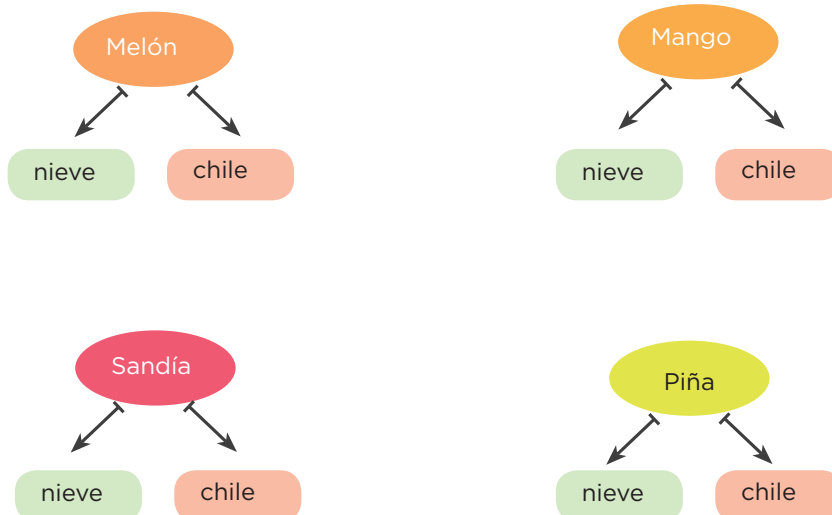 Melón
nieve
chile
Mango
nieve
chile
Sandía
nieve
chile
Piña
nieve
chile